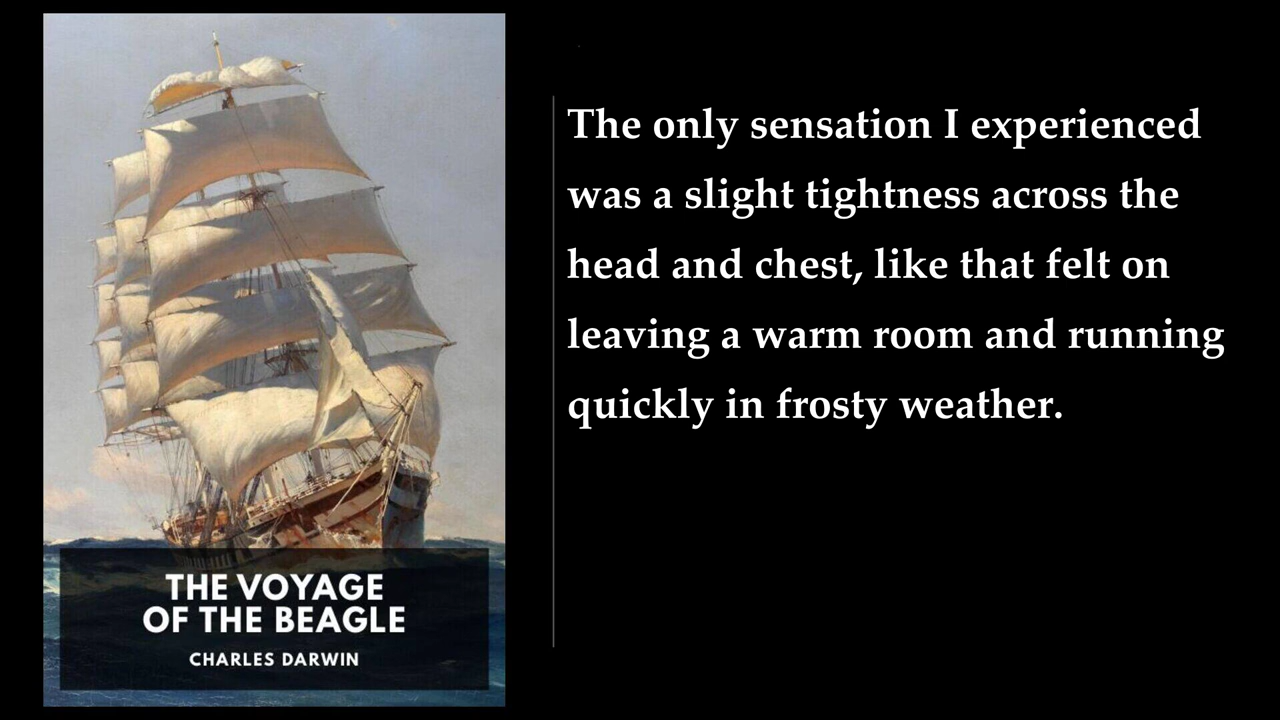 THE VOYAGE
OF THE BEAGLE
CHARLES DARWIN
The only sensation I experienced
was a slight tightness across the
head and chest, like that felt on
leaving a warm room and running
quickly in frosty weather.